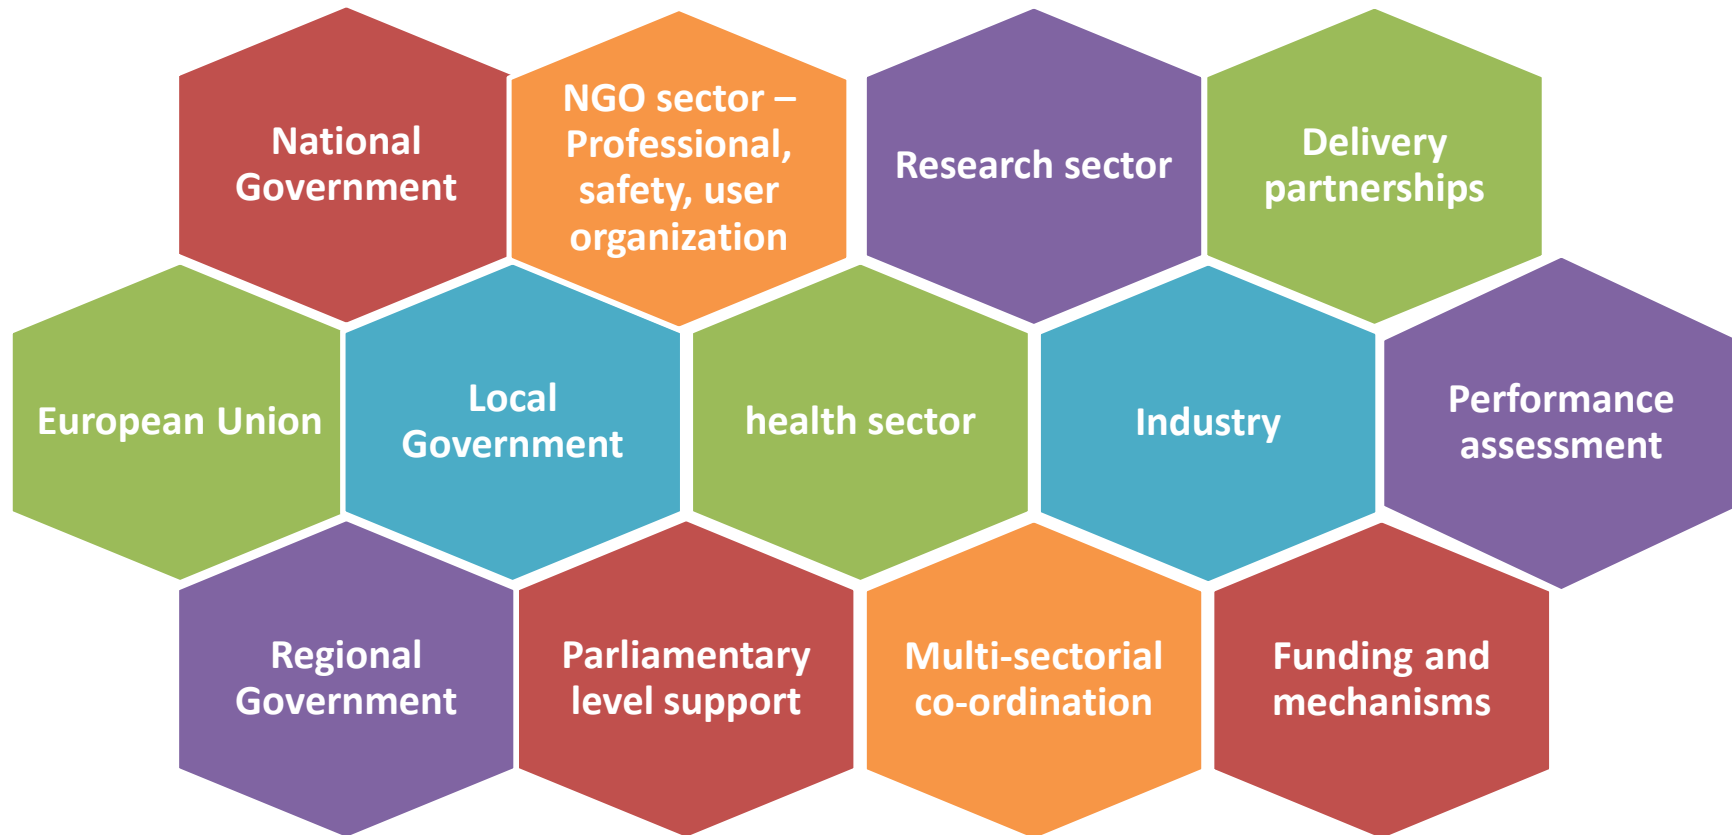 National
Government
NGO sector –
Professional,
safety, user
organization
Research sector
Delivery
partnerships
European Union
Local
Government
health sector
Industry
Performance
assessment
Regional
Government
Parliamentary
level support
Multi-sectorial
co-ordination
Funding and
mechanisms